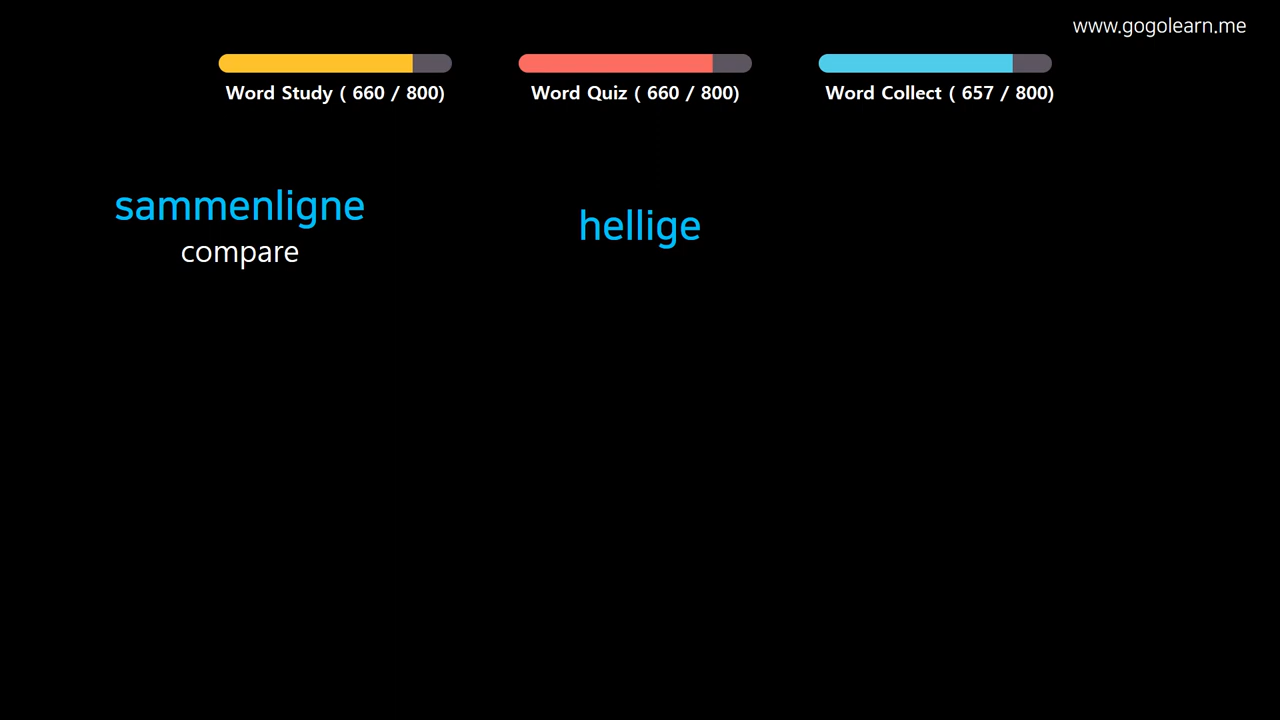 www.gogolearn.me
Word Study ( 660 / 800)
Word Quiz ( 660 / 800)
Word Collect ( 657 / 800)
sammenligne
compare
hellige